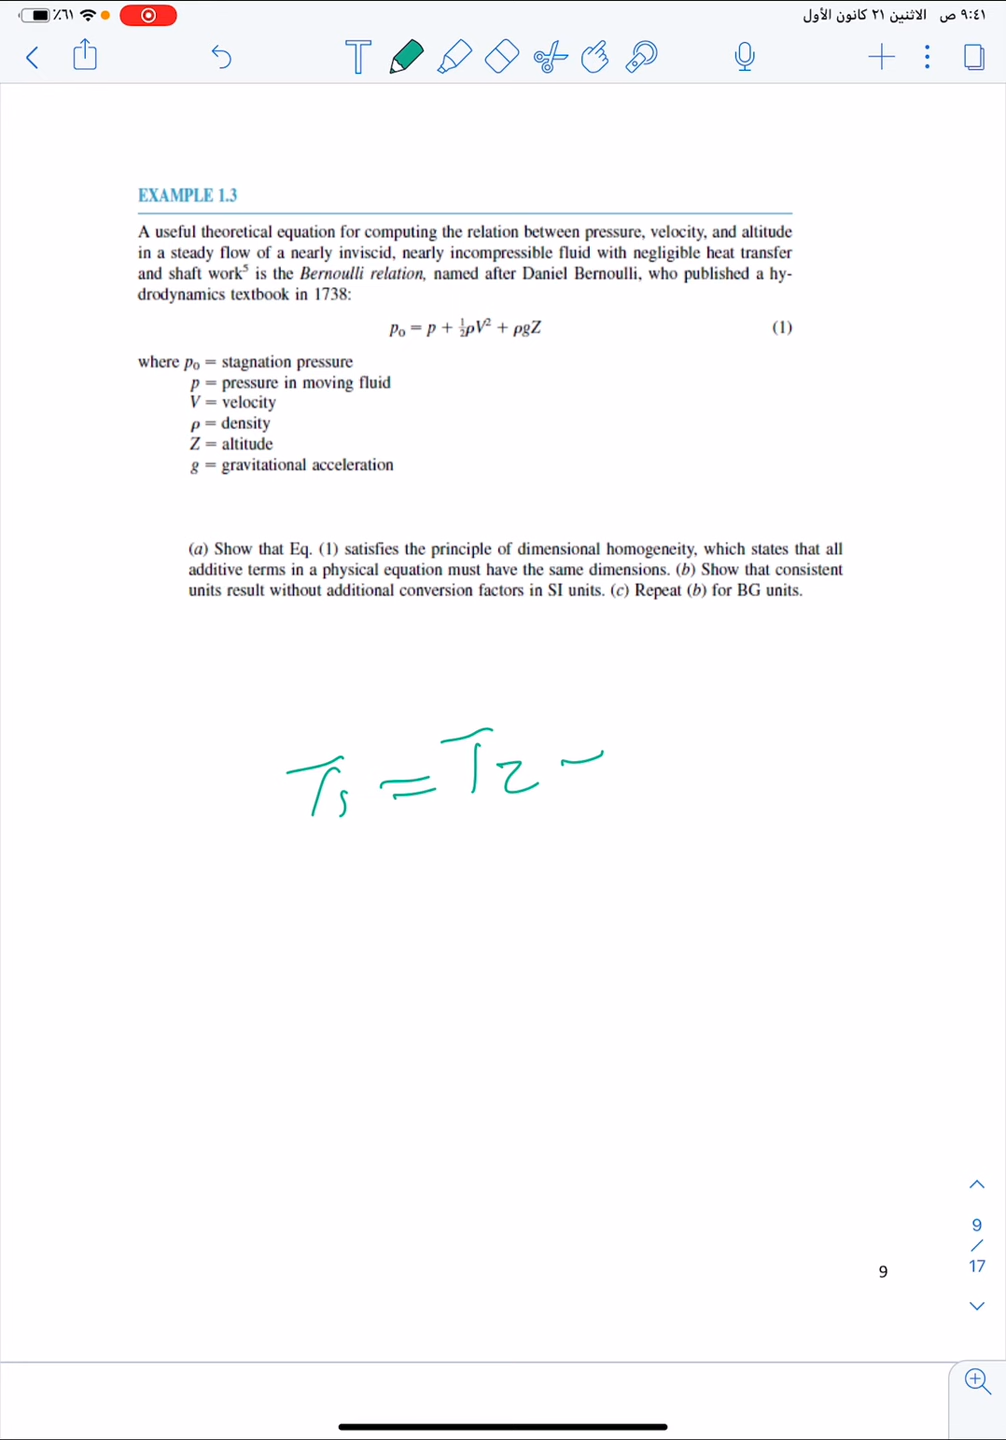 ٪٦١ ٩:٤١ ص الاثنين ٢١ كانون الأول
EXAMPLE 1.3
A useful theoretical equation for computing the relation between pressure, velocity, and altitude
in a steady flow of a nearly inviscid, nearly incompressible fluid with negligible heat transfer
and shaft work⁵ is the Bernoulli relation, named after Daniel Bernoulli, who published a hy-
drodynamics textbook in 1738:
p₀ = p + ½ρV² + ρgZ (1)
where p₀ = stagnation pressure
p = pressure in moving fluid
V = velocity
ρ = density
Z = altitude
g = gravitational acceleration
(a) Show that Eq. (1) satisfies the principle of dimensional homogeneity, which states that all
additive terms in a physical equation must have the same dimensions. (b) Show that consistent
units result without additional conversion factors in SI units. (c) Repeat (b) for BG units.
Ts = Tz -
9
/
17
9